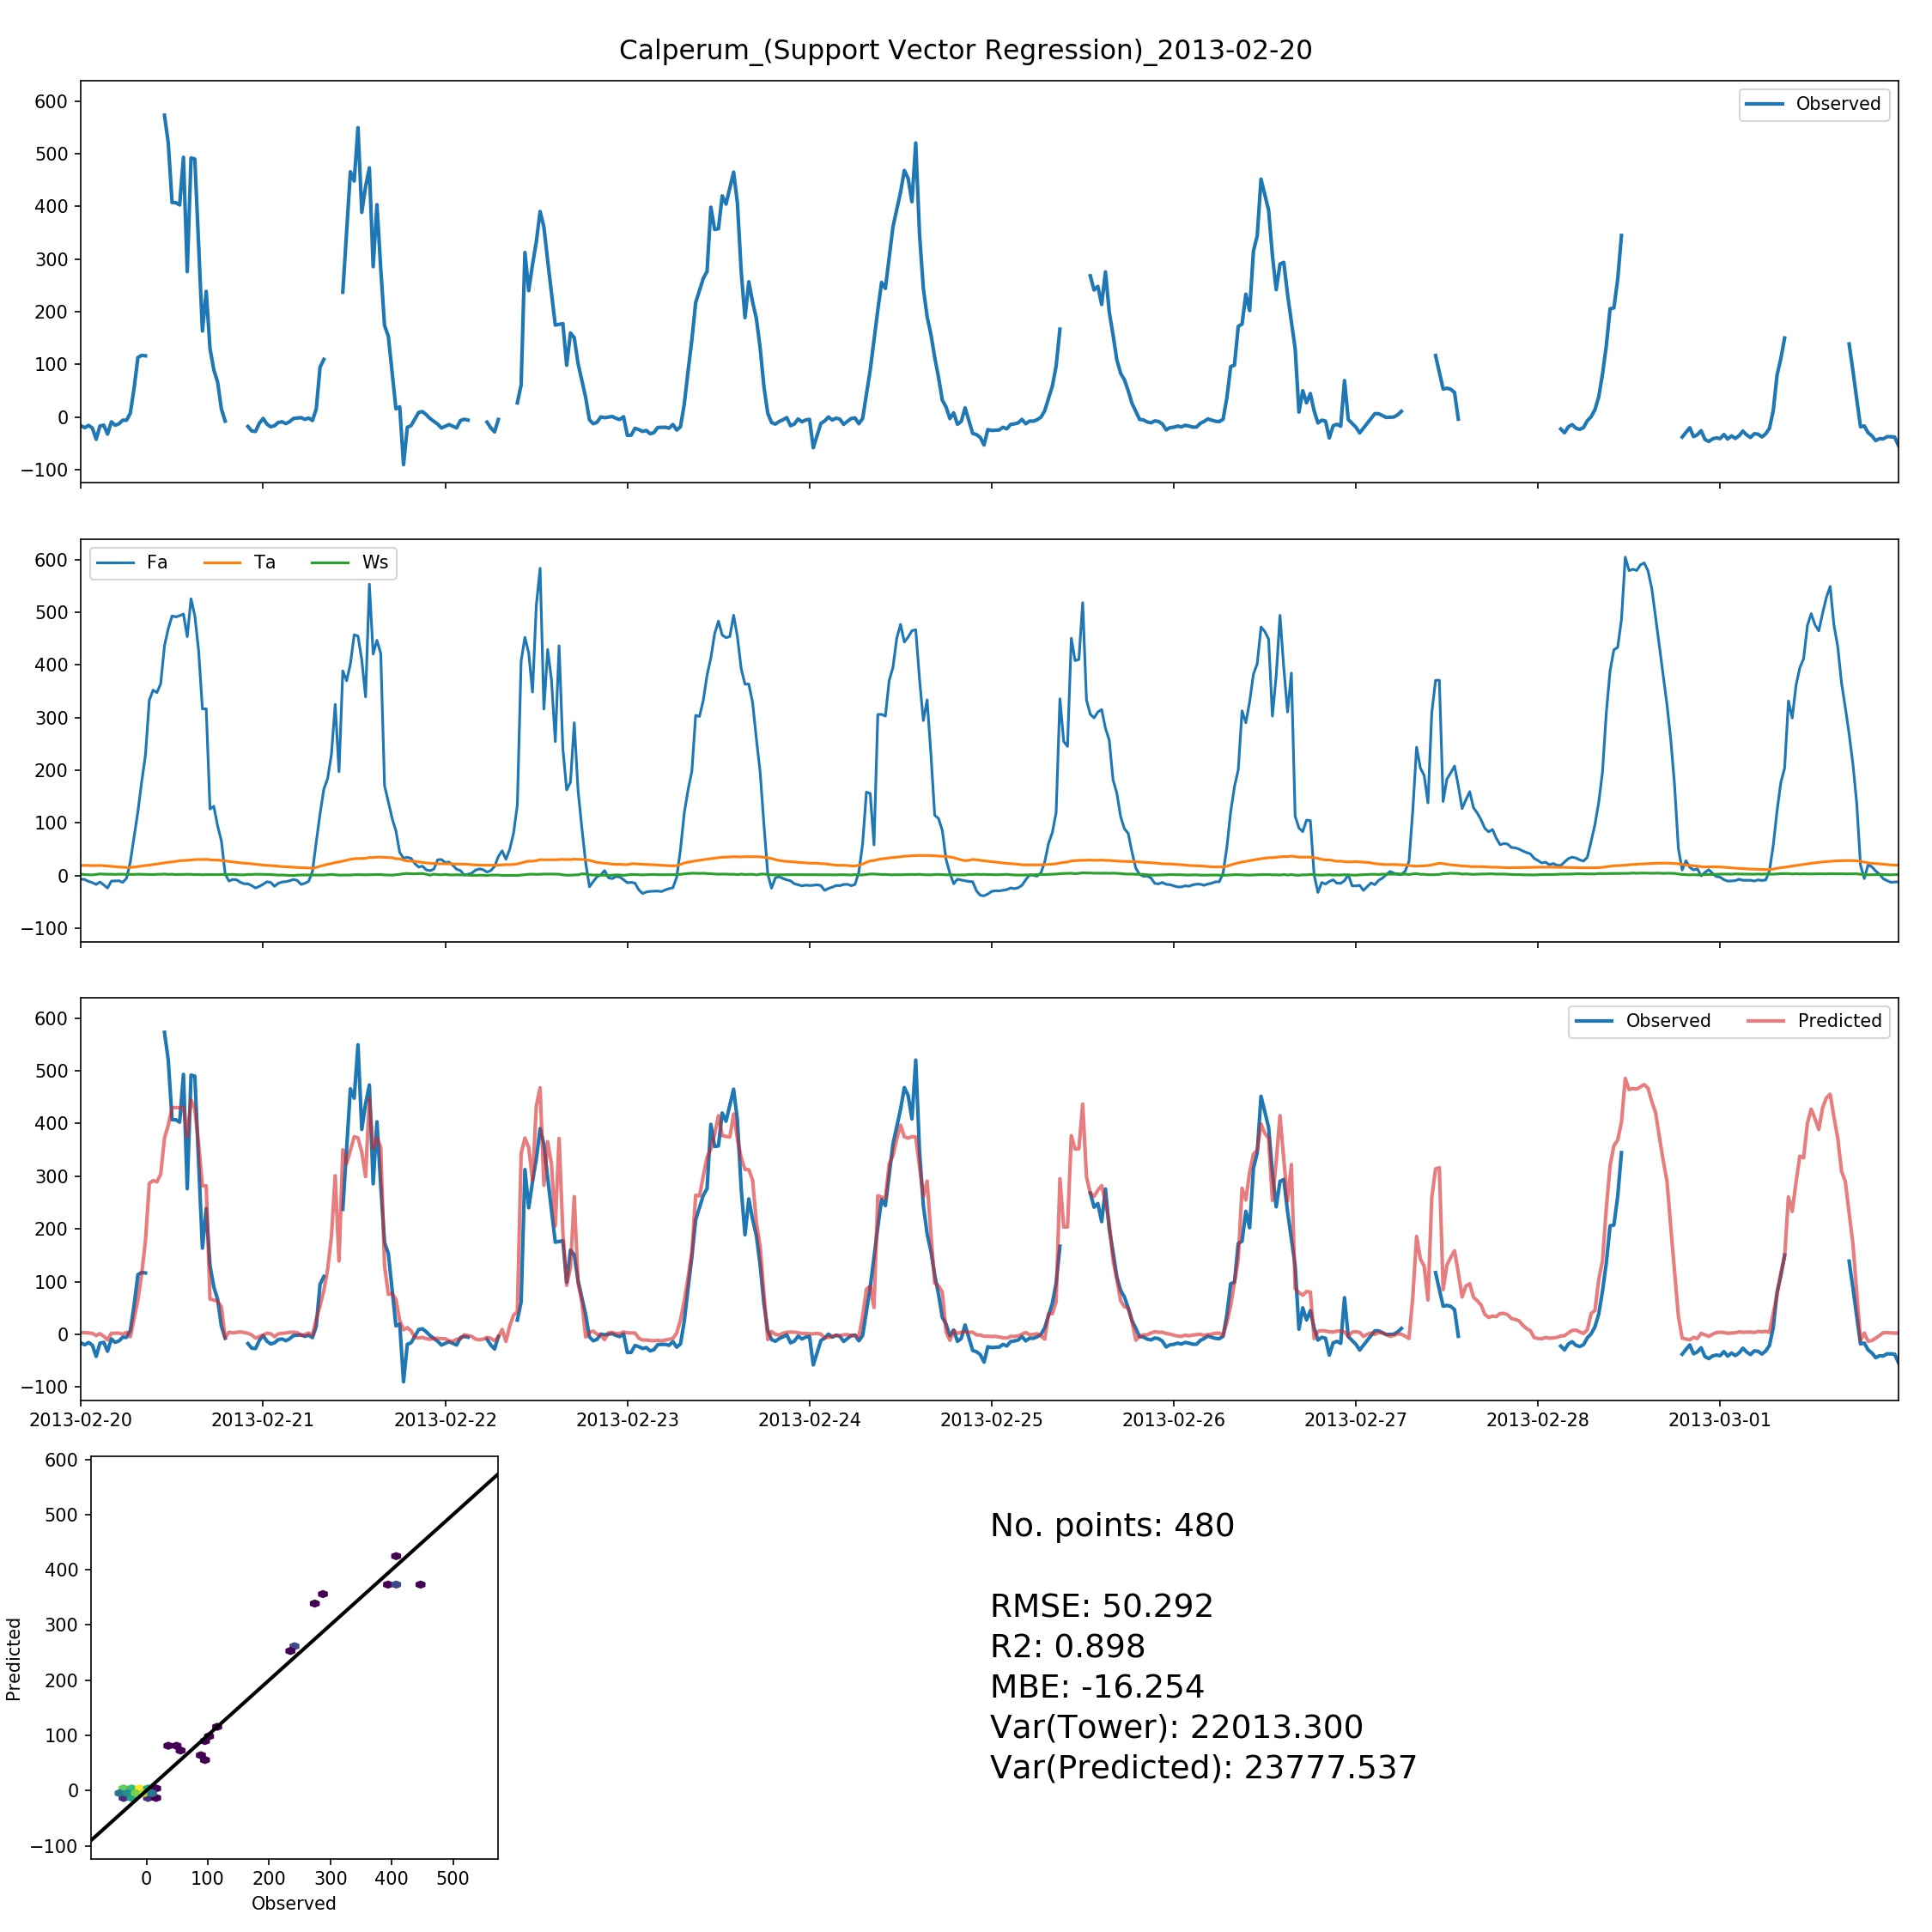 Calperum_(Support Vector Regression)_2013-02-20
600
500
400
300
200
100
0
−100
Observed
600
500
400
300
200
100
0
−100
Fa Ta Ws
600
500
400
300
200
100
0
−100
Observed Predicted
2013-02-20 2013-02-21 2013-02-22 2013-02-23 2013-02-24 2013-02-25 2013-02-26 2013-02-27 2013-02-28 2013-03-01
600
500
400
300
200
100
0
−100
Predicted
0 100 200 300 400 500
Observed
No. points: 480
RMSE: 50.292
R2: 0.898
MBE: -16.254
Var(Tower): 22013.300
Var(Predicted): 23777.537